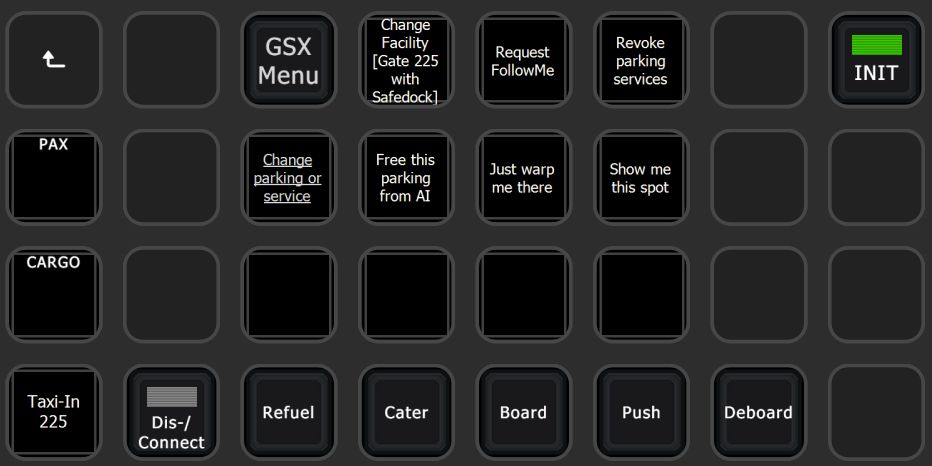 GSX
Menu
Change
Facility
[Gate 225
with
Safedock]
Request
FollowMe
Revoke
parking
services
INIT
PAX
Change
parking or
service
Free this
parking
from AI
Just warp
me there
Show me
this spot
CARGO
Taxi-In
225
Dis-/
Connect
Refuel
Cater
Board
Push
Deboard